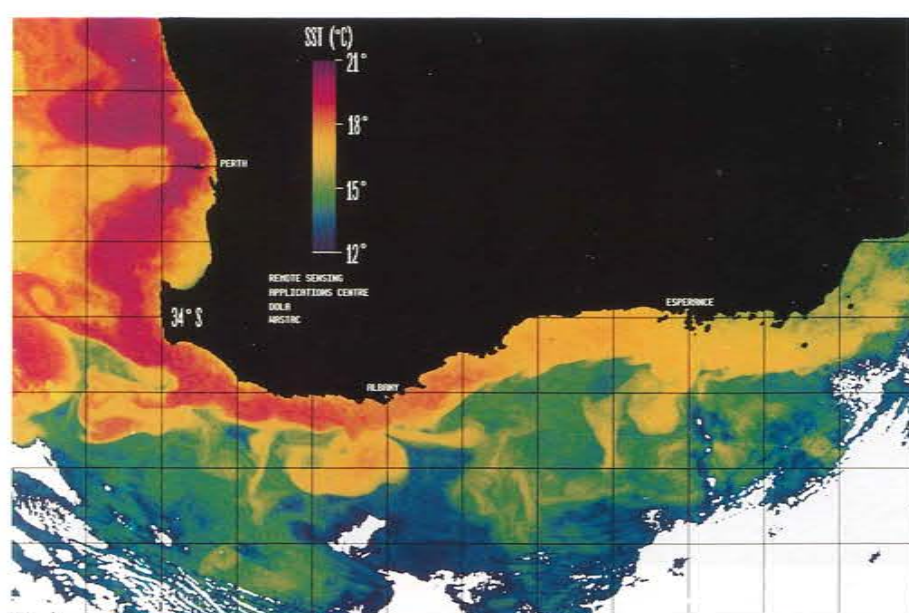 SST (°C)
21°
18°
15°
12°
PERTH
REMOTE SENSING
APPLICATIONS CENTRE
DOLA
WASTAC
34° S
ESPERANCE
ALBANY